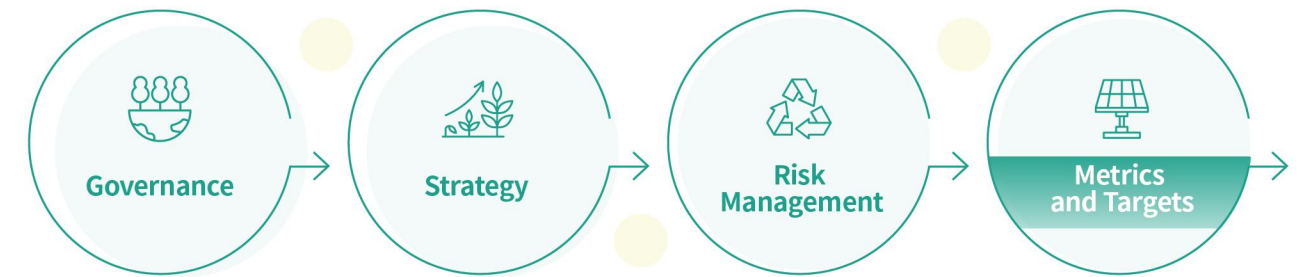 Governance
Strategy
Risk
Management
Metrics
and Targets